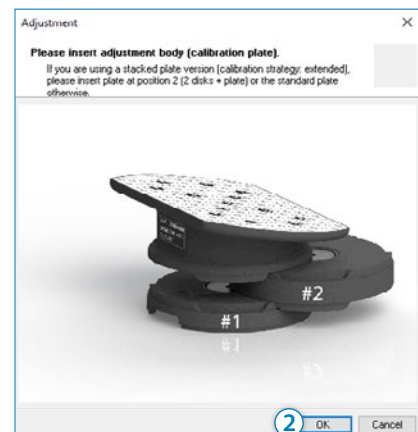 Adjustment
Please insert adjustment body (calibration plate).
If you are using a stacked plate version (calibration strategy: extended),
please insert plate at position 2 (2 disks + plate) or the standard plate
otherwise.
#2
#1
2 OK Cancel